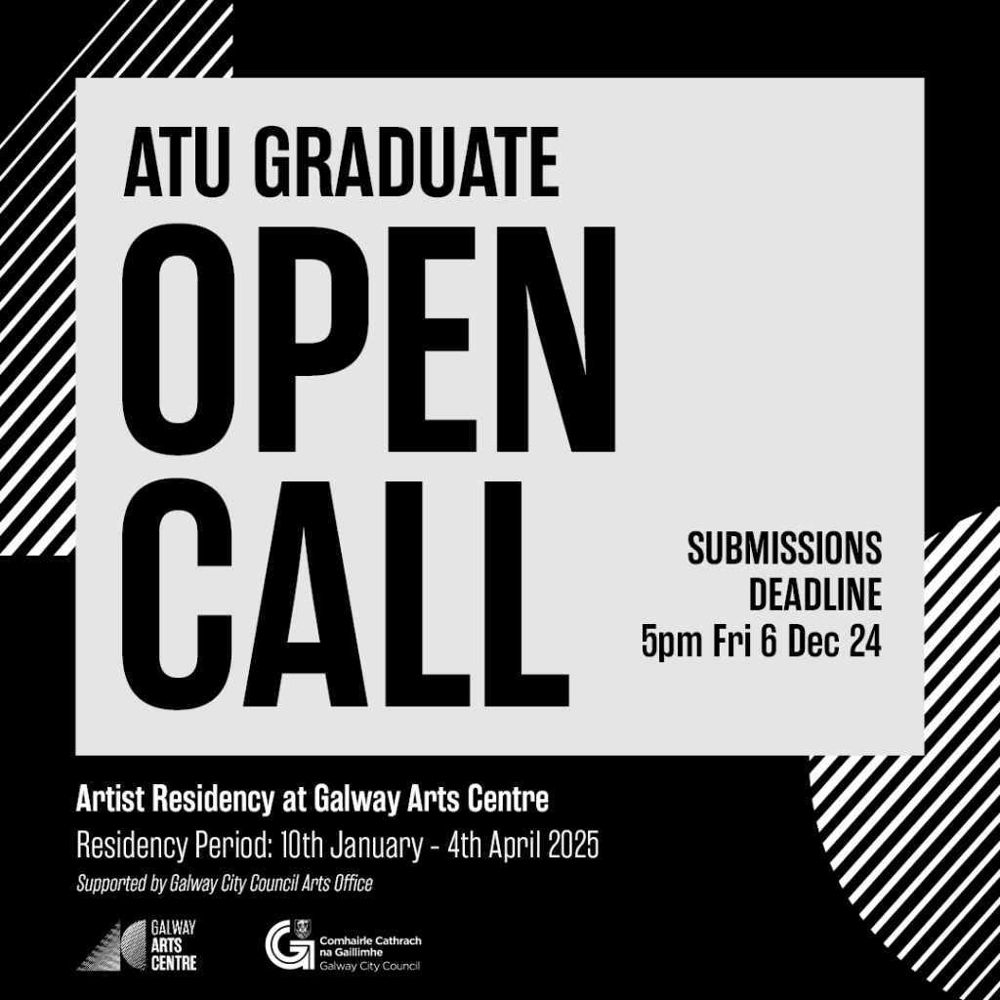 ATU GRADUATE
OPEN
CALL
SUBMISSIONS
DEADLINE
5pm Fri 6 Dec 24
Artist Residency at Galway Arts Centre
Residency Period: 10th January - 4th April 2025
Supported by Galway City Council Arts Office
GALWAY
ARTS
CENTRE
Comhairle Cathrach
na Gaillimhe
Galway City Council